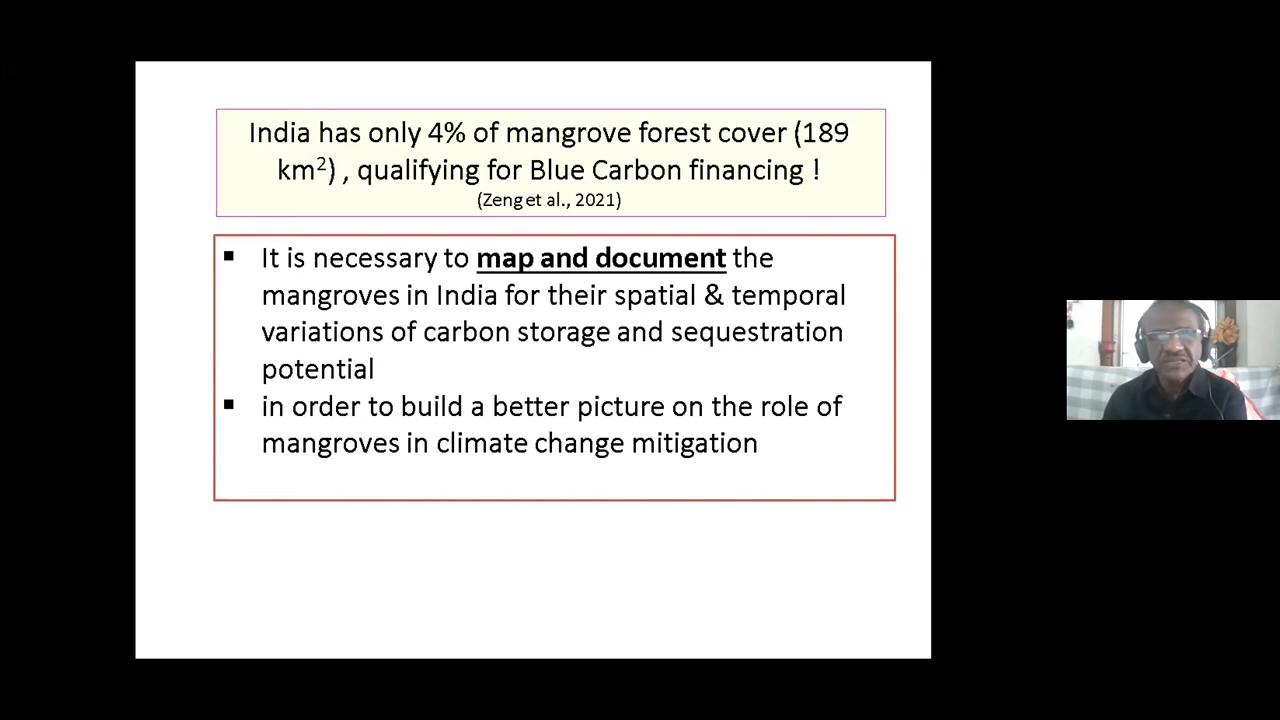 India has only 4% of mangrove forest cover (189
km²) , qualifying for Blue Carbon financing !
(Zeng et al., 2021)
▪ It is necessary to map and document the
mangroves in India for their spatial & temporal
variations of carbon storage and sequestration
potential
▪ in order to build a better picture on the role of
mangroves in climate change mitigation